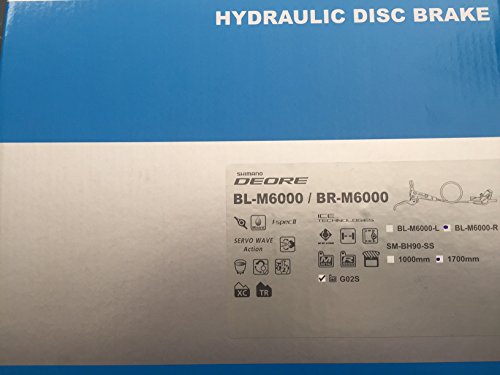 HYDRAULIC DISC BRAKE
SHIMANO
DEORE
BL-M6000 / BR-M6000
I-spec II
ICE
TECHNOLOGIES
SERVO WAVE
Action
BL-M6000-L BL-M6000-R
SM-BH90-SS
1000mm 1700mm
G02S
XC TR